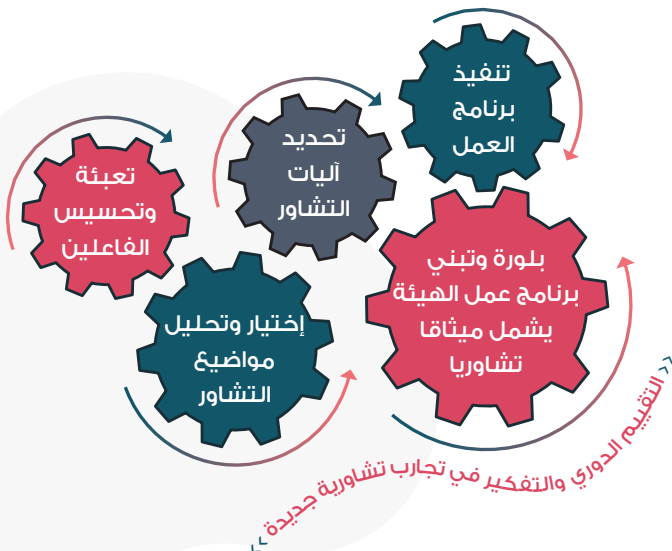 تنفيذ
برنامج
العمل
تحديد
آليات
التشاور
تعبئة
وتحسيس
الفاعلين
بلورة وتبني
برنامج عمل الهيئة
يشمل ميثاقا
تشاوريا
إختيار وتحليل
مواضيع
التشاور
>> التقييم الدوري والتفكير في تجارب تشاورية جديدة >>